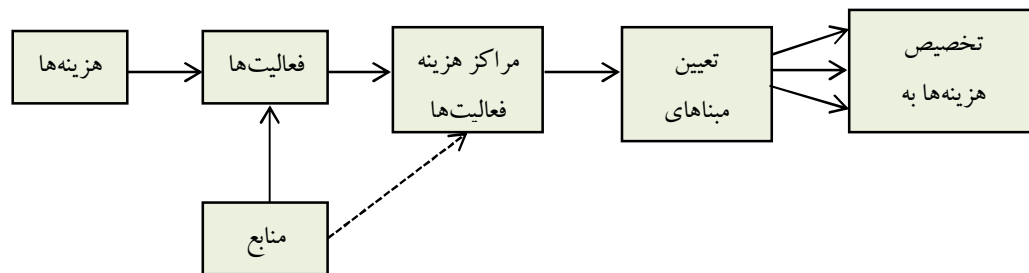 هزینه‌ها
فعالیت‌ها
مراکز هزینه
فعالیت‌ها
تعیین
مبناهای
تخصیص
هزینه‌ها به
منابع